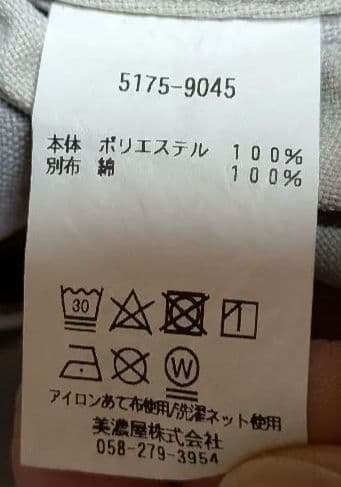 5175-9045
本体 ポリエステル 100%
別布 綿 100%
30
W
アイロンあて布使用/洗濯ネット使用
美濃屋株式会社
058-279-3954